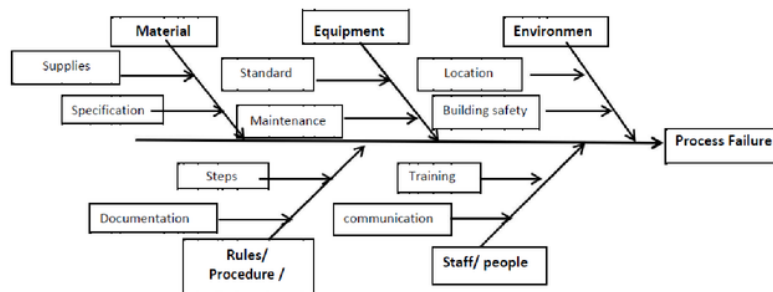 Material
Equipment
Environmen
Supplies
Standard
Location
Specification
Maintenance
Building safety
Process Failure
Steps
Training
Documentation
communication
Rules/
Procedure /
Staff/ people